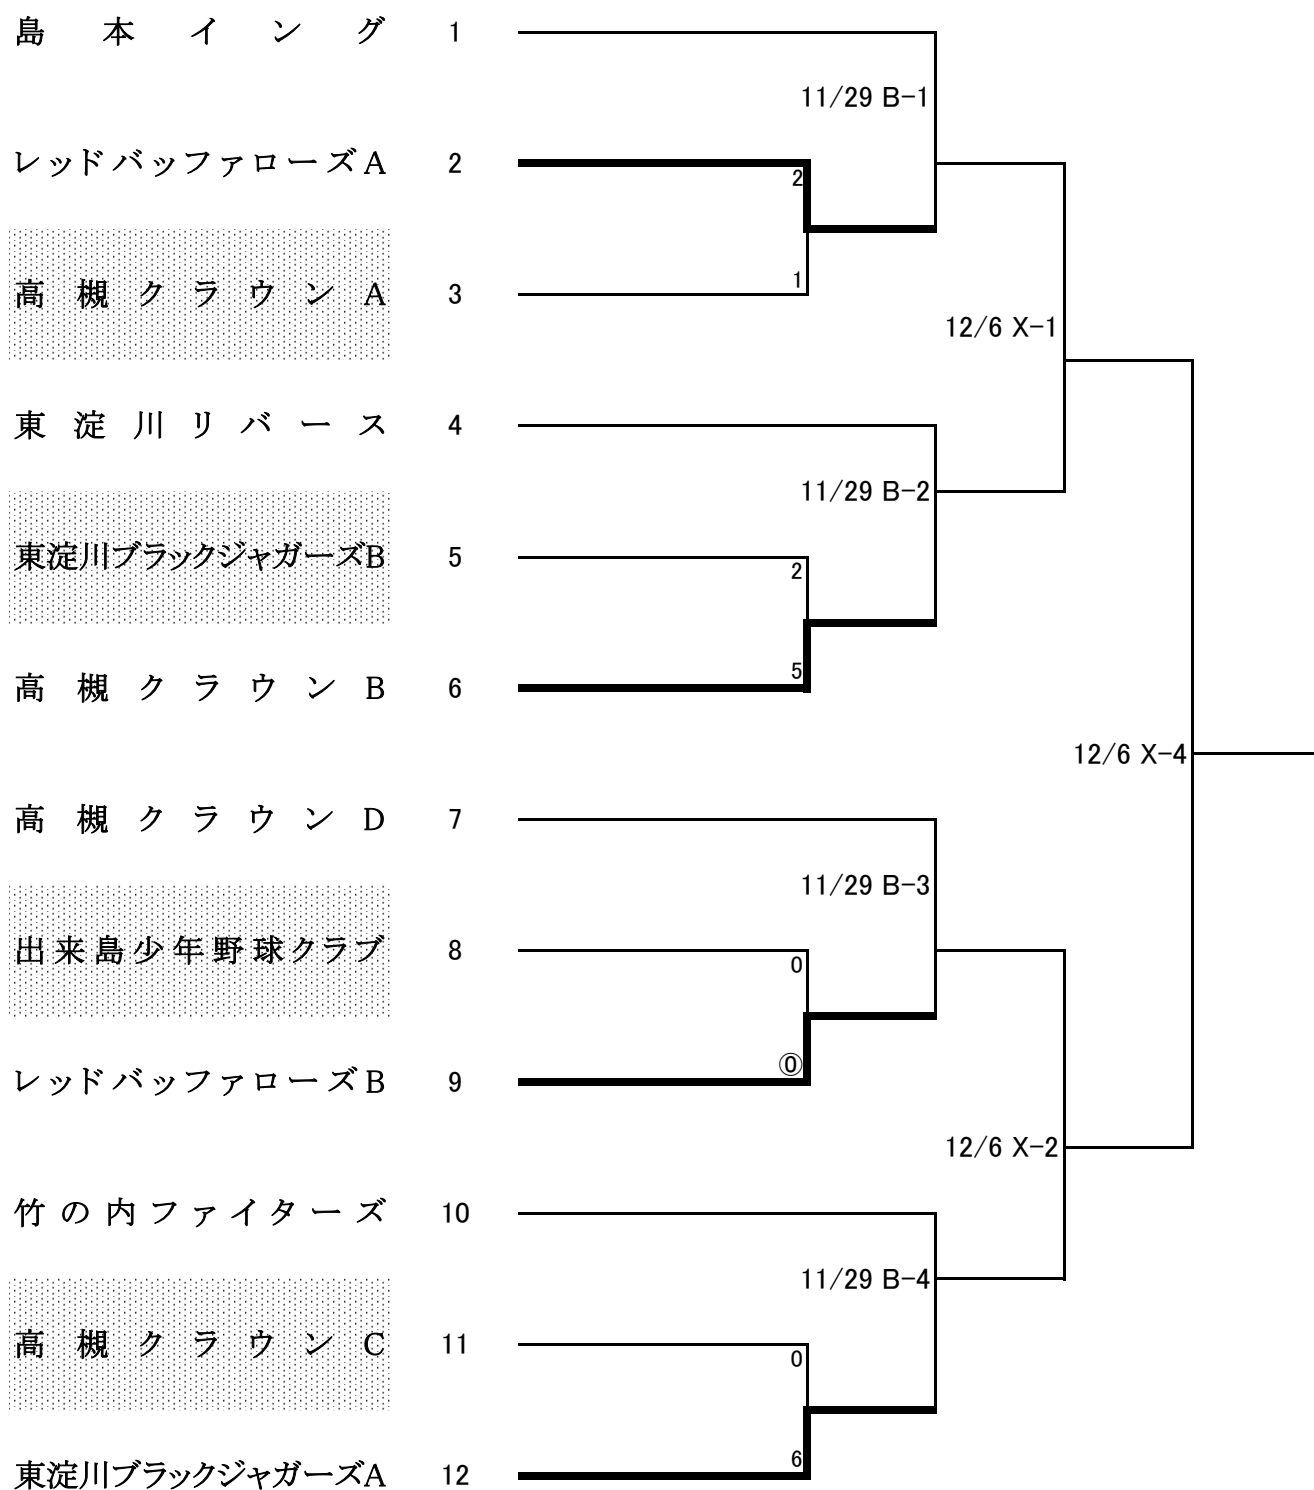 島本イング 1
11/29 B-1
レッドバッファローズA 2
2
高槻クラウンA 3
1
12/6 X-1
東淀川リバース 4
11/29 B-2
東淀川ブラックジャガーズB 5
2
高槻クラウンB 6
5
12/6 X-4
高槻クラウンD 7
11/29 B-3
出来島少年野球クラブ 8
0
レッドバッファローズB 9
⓪
12/6 X-2
竹の内ファイターズ 10
11/29 B-4
高槻クラウンC 11
0
6
東淀川ブラックジャガーズA 12